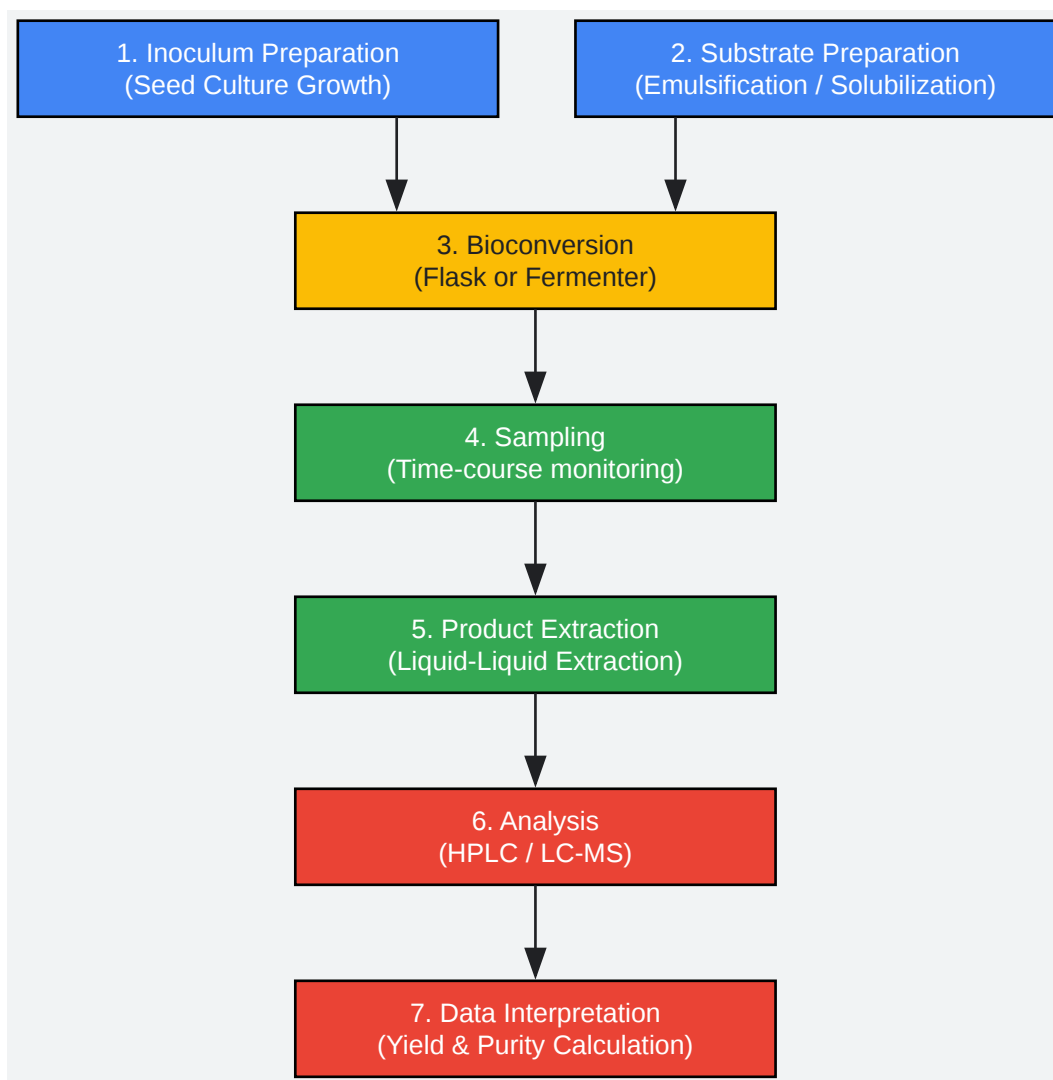 1. Inoculum Preparation
(Seed Culture Growth)
2. Substrate Preparation
(Emulsification / Solubilization)
3. Bioconversion
(Flask or Fermenter)
4. Sampling
(Time-course monitoring)
5. Product Extraction
(Liquid-Liquid Extraction)
6. Analysis
(HPLC / LC-MS)
7. Data Interpretation
(Yield & Purity Calculation)